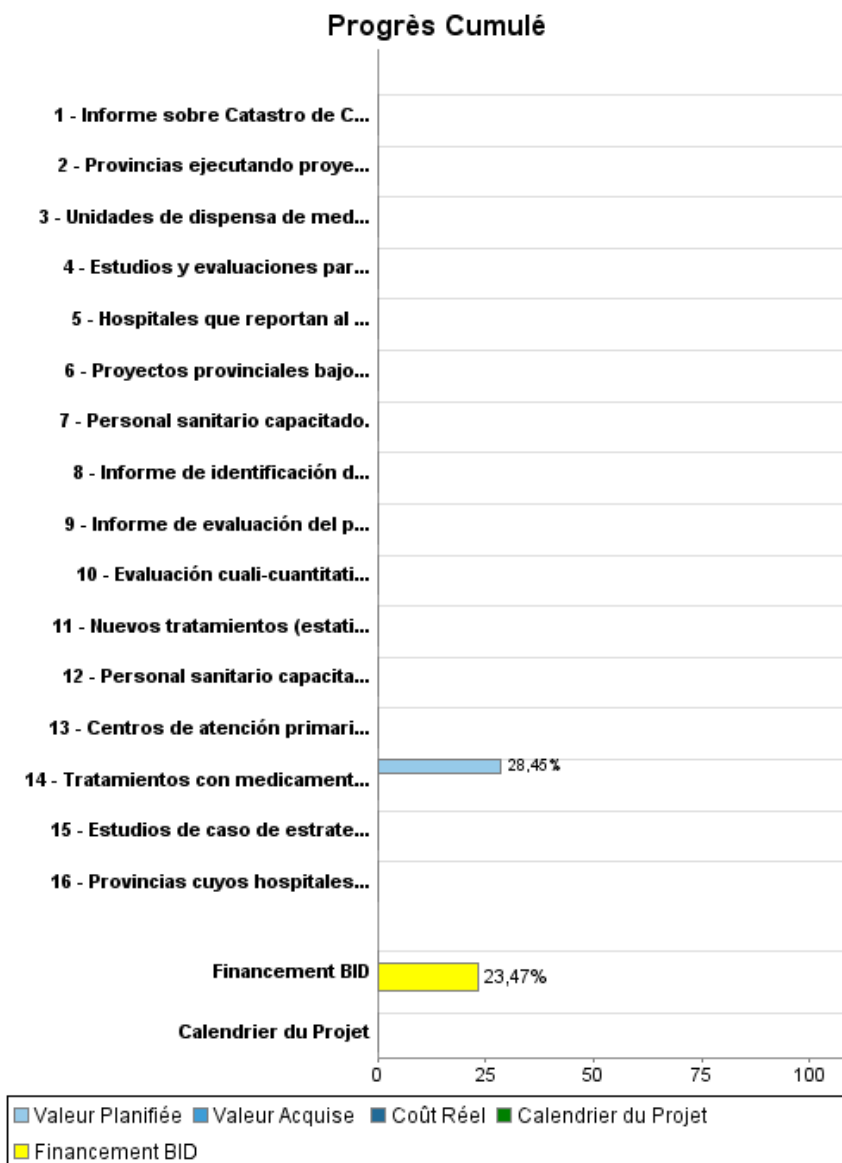 Progrès Cumulé
1 - Informe sobre Catastro de C...
2 - Provincias ejecutando proye...
3 - Unidades de dispensa de med...
4 - Estudios y evaluaciones par...
5 - Hospitales que reportan al ...
6 - Proyectos provinciales bajo...
7 - Personal sanitario capacitado.
8 - Informe de identificación d...
9 - Informe de evaluación del p...
10 - Evaluación cuali-cuantitati...
11 - Nuevos tratamientos (estati...
12 - Personal sanitario capacita...
13 - Centros de atención primari...
14 - Tratamientos con medicament...
28,45%
15 - Estudios de caso de estrate...
16 - Provincias cuyos hospitales...
Financement BID
23,47%
Calendrier du Projet
0 25 50 75 100
Valeur Planifiée Valeur Acquise Coût Réel Calendrier du Projet
Financement BID